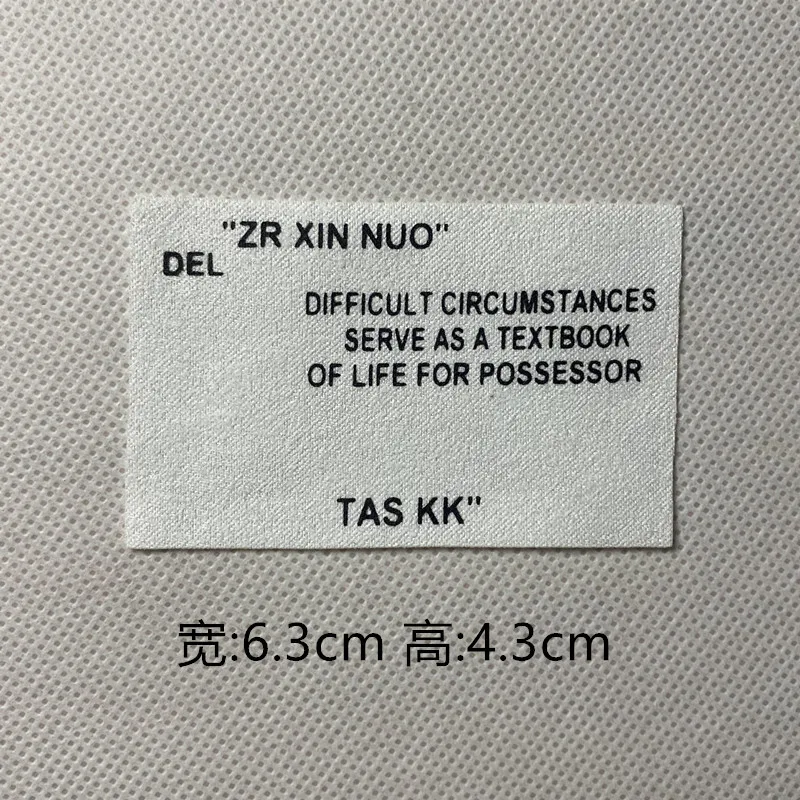 "ZR XIN NUO"
DEL
DIFFICULT CIRCUMSTANCES
SERVE AS A TEXTBOOK
OF LIFE FOR POSSESSOR
TAS KK"
宽:6.3cm 高:4.3cm